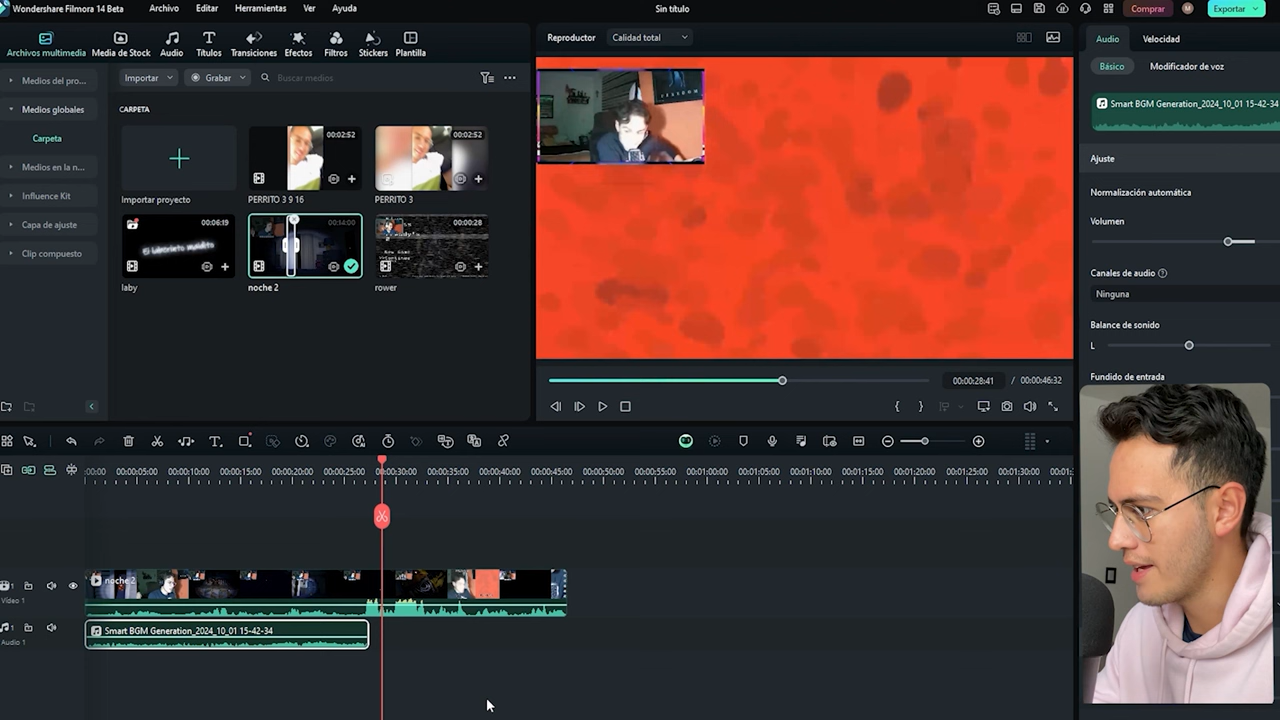 Wondershare Filmora 14 Beta
Archivo
Editar
Herramientas
Ver
Ayuda
Sin título
Comprar
M
Exportar
Archivos multimedia
Media de Stock
Audio
Títulos
Transiciones
Efectos
Filtros
Stickers
Plantilla
Reproductor
Calidad total
Audio
Velocidad
Básico
Modificador de voz
Medios del pro...
Importar
Grabar
Buscar medios
Medios globales
CARPETA
Smart BGM Generation_2024_10_01 15-42-34
Carpeta
00:02:52
00:02:52
Medios en la n...
Ajuste
Influence Kit
Importar proyecto
PERRITO 3 9 16
PERRITO 3
Normalización automática
Capa de ajuste
00:06:19
00:14:00
00:00:28
Volumen
El Laberinto Maldito
Clip compuesto
Canales de audio
laby
noche 2
rower
Ninguna
Balance de sonido
L
Fundido de entrada
00:00:28:41
/ 00:00:46:32
:00:00
00:00:05:00
00:00:10:00
00:00:15:00
00:00:20:00
00:00:25:00
00:00:30:00
00:00:35:00
00:00:40:00
00:00:45:00
00:00:50:00
00:00:55:00
00:01:00:00
00:01:05:00
00:01:10:00
00:01:15:00
00:01:20:00
00:01:25:00
00:01:30:00
noche 2
Vídeo 1
Smart BGM Generation_2024_10_01 15-42-34
Audio 1